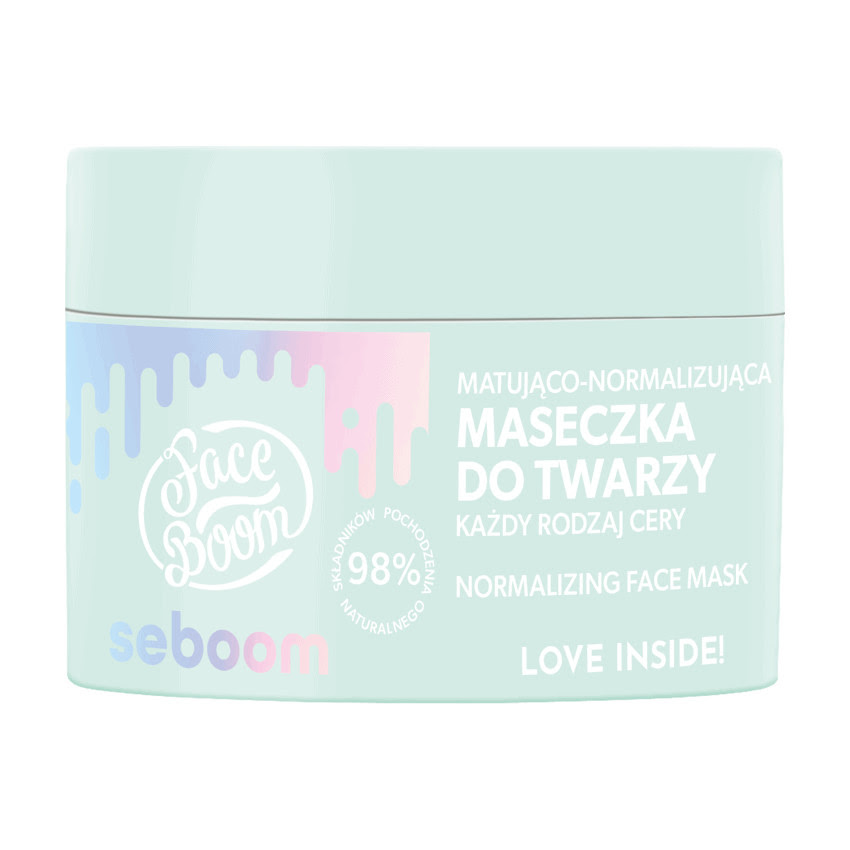 Face
Boom
seboom
SKŁADNIKÓW POCHODZENIA
98%
NATURALNEGO
MATUJĄCO-NORMALIZUJĄCA
MASECZKA
DO TWARZY
KAŻDY RODZAJ CERY
NORMALIZING FACE MASK
LOVE INSIDE!